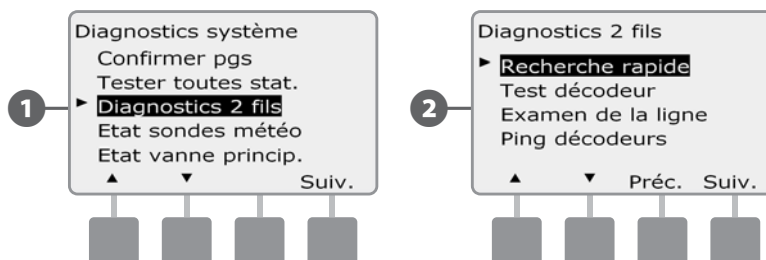 Diagnostics système
Confirmer pgs
Tester toutes stat.
Diagnostics 2 fils
Etat sondes météo
Etat vanne princip.
Suiv.
1
Diagnostics 2 fils
Recherche rapide
Test décodeur
Examen de la ligne
Ping décodeurs
Préc. Suiv.
2